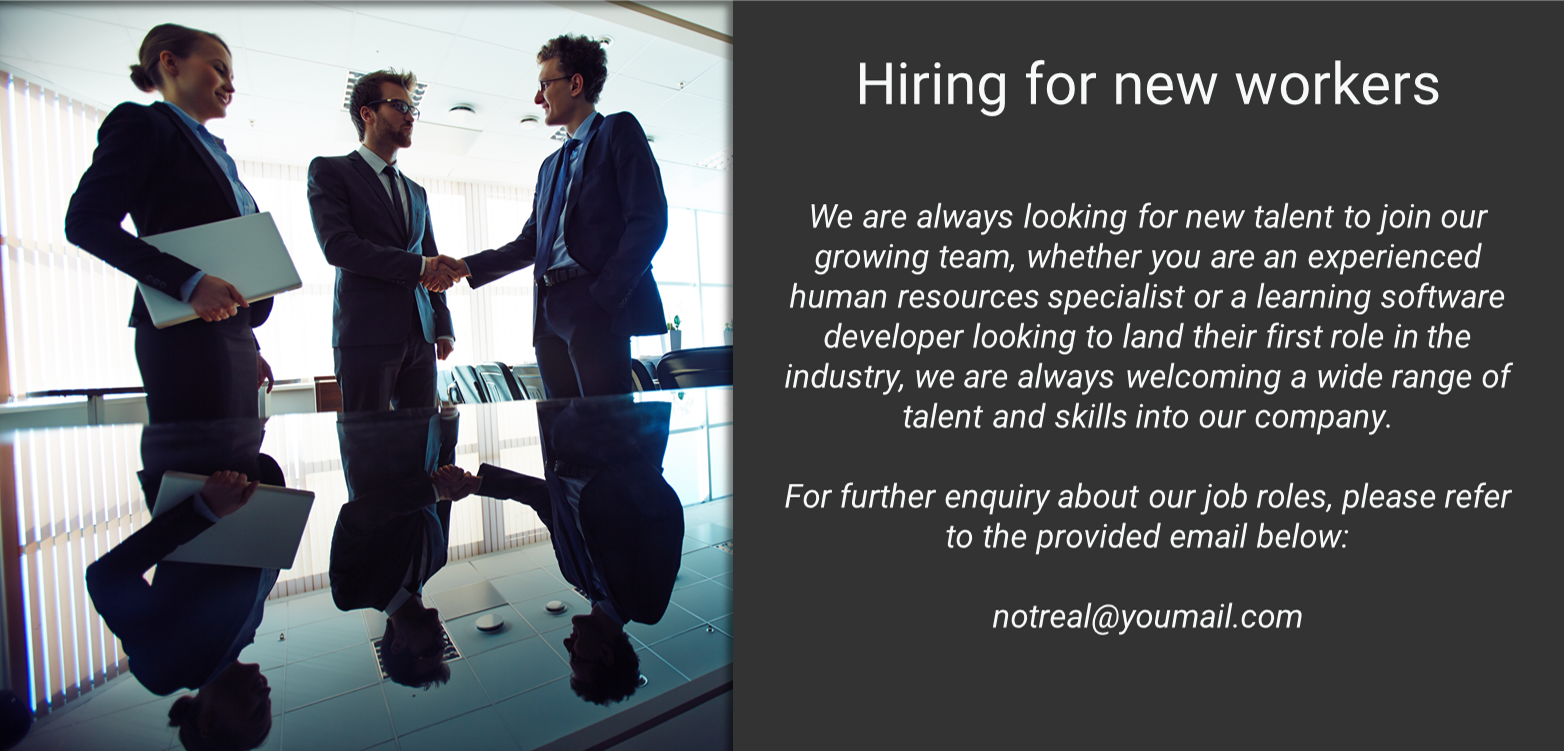 Hiring for new workers
We are always looking for new talent to join our
growing team, whether you are an experienced
human resources specialist or a learning software
developer looking to land their first role in the
industry, we are always welcoming a wide range of
talent and skills into our company.
For further enquiry about our job roles, please refer
to the provided email below:
notreal@youmail.com